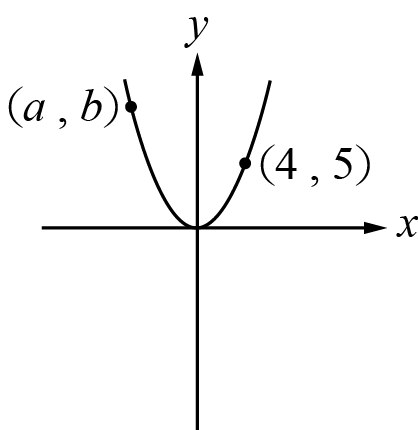 y
(a , b)
(4 , 5)
x